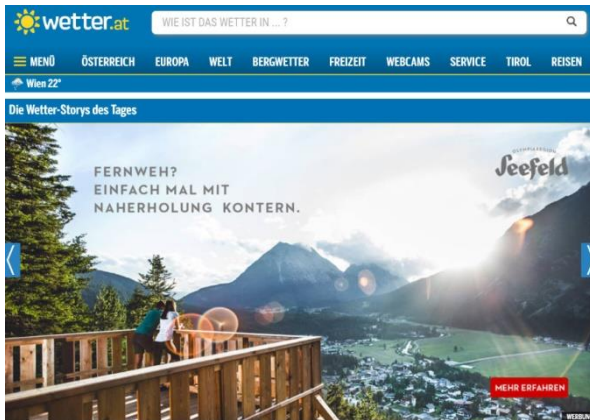 wetter.at
WIE IST DAS WETTER IN ... ?
MENÜ ÖSTERREICH EUROPA WELT BERGWETTER FREIZEIT WEBCAMS SERVICE TIROL REISEN
Wien 22°
Die Wetter-Storys des Tages
FERNWEH?
EINFACH MAL MIT
NAHERHOLUNG KONTERN.
Seefeld
MEHR ERFAHREN
WERBUN